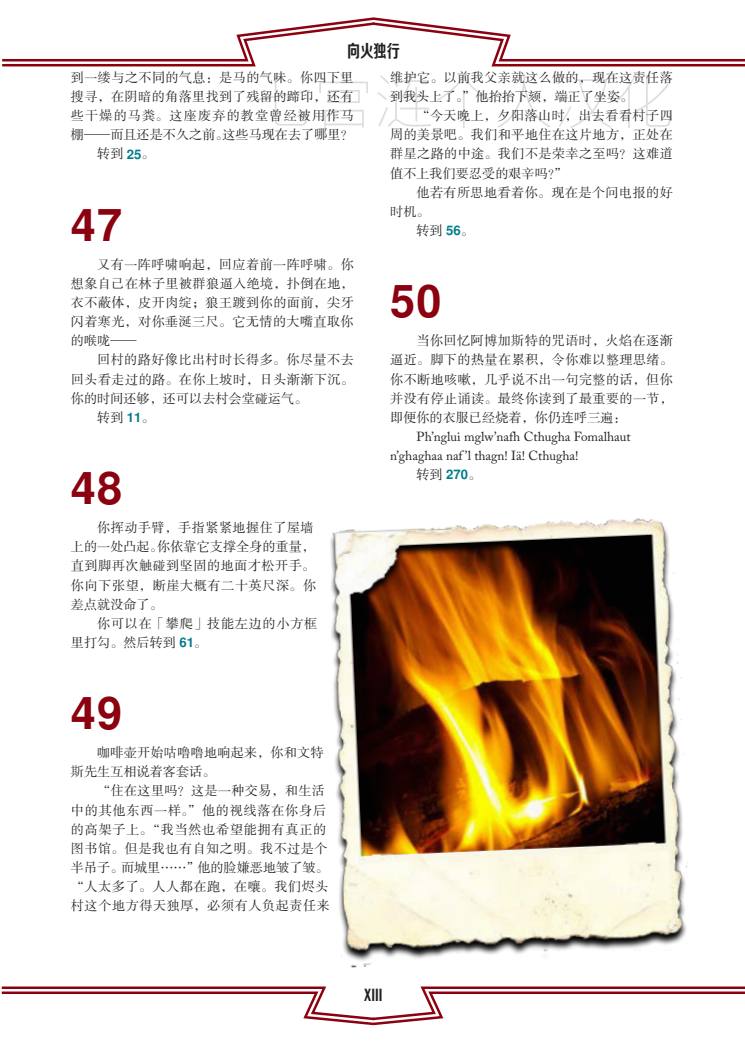 向火独行
到一缕与之不同的气息：是马的气味。你四下里
搜寻，在阴暗的角落里找到了残留的蹄印，还有
些干燥的马粪。这座废弃的教堂曾经被用作马
棚——而且还是不久之前。这些马现在去了哪里？
转到 25。
47
又有一阵呼啸响起，回应着前一阵呼啸。你
想象自己在林子里被群狼逼入绝境，扑倒在地，
衣不蔽体，皮开肉绽；狼王踱到你的面前，尖牙
闪着寒光，对你垂涎三尺。它无情的大嘴直取你
的喉咙——
回村的路好像比出村时长得多。你尽量不去
回头看走过的路。在你上坡时，日头渐渐下沉。
你的时间还够，还可以去村会堂碰运气。
转到 11。
48
你挥动手臂，手指紧紧地握住了屋墙
上的一处凸起。你依靠它支撑全身的重量，
直到脚再次触碰到坚固的地面才松开手。
你向下张望，断崖大概有二十英尺深。你
差点就没命了。
你可以在「攀爬」技能左边的小方框
里打勾。然后转到 61。
49
咖啡壶开始咕噜噜地响起来，你和文特
斯先生互相说着客套话。
“住在这里吗？这是一种交易，和生活
中的其他东西一样。”他的视线落在你身后
的高架子上。“我当然也希望能拥有真正的
图书馆。但是我也有自知之明。我不过是个
半吊子。而城里……”他的脸嫌恶地皱了皱。
“人太多了。人人都在跑，在嚷。我们烬头
村这个地方得天独厚，必须有人负起责任来
维护它。以前我父亲就这么做的，现在这责任落
到我头上了。”他抬抬下颏，端正了坐姿。
“今天晚上，夕阳落山时，出去看看村子四
周的美景吧。我们和平地住在这片地方，正处在
群星之路的中途。我们不是荣幸之至吗？这难道
值不上我们要忍受的艰辛吗?”
他若有所思地看着你。现在是个问电报的好
时机。
转到 56。
50
当你回忆阿博加斯特的咒语时，火焰在逐渐
逼近。脚下的热量在累积，令你难以整理思绪。
你不断地咳嗽，几乎说不出一句完整的话，但你
并没有停止诵读。最终你读到了最重要的一节，
即便你的衣服已经烧着，你仍连呼三遍：
Ph’nglui mglw’nafh Cthugha Fomalhaut
n’ghaghaa naf’l thagn! Iä! Cthugha!
转到 270。
XIII